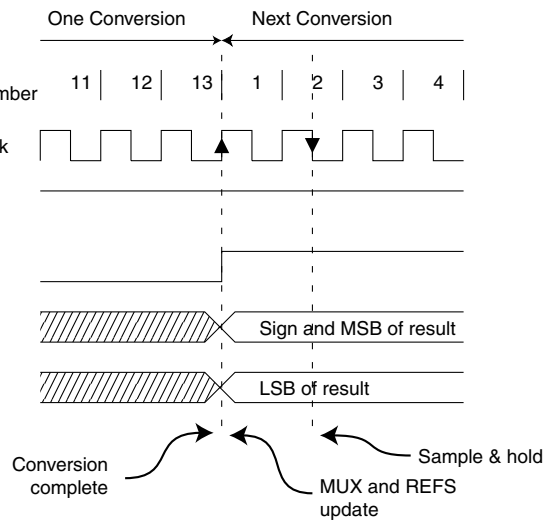 One Conversion Next Conversion
11 12 13 1 2 3 4
Sign and MSB of result
LSB of result
Conversion complete
MUX and REFS update
Sample & hold